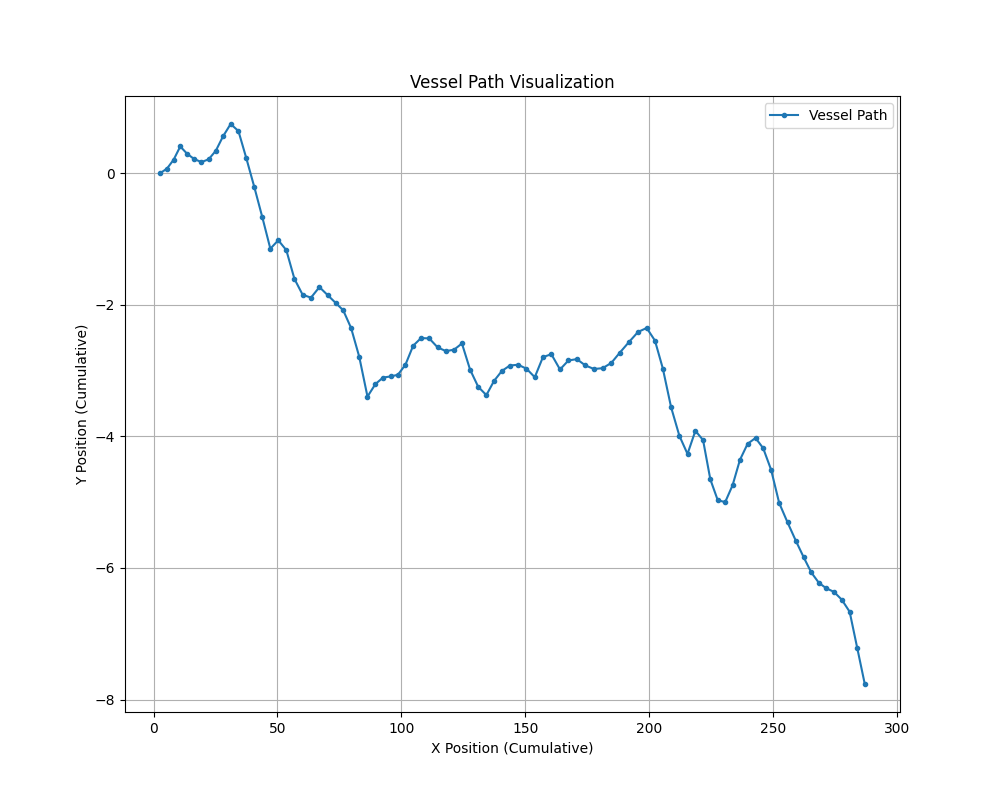 Vessel Path Visualization
Vessel Path
0
−2
−4
−6
−8
Y Position (Cumulative)
0 50 100 150 200 250 300
X Position (Cumulative)